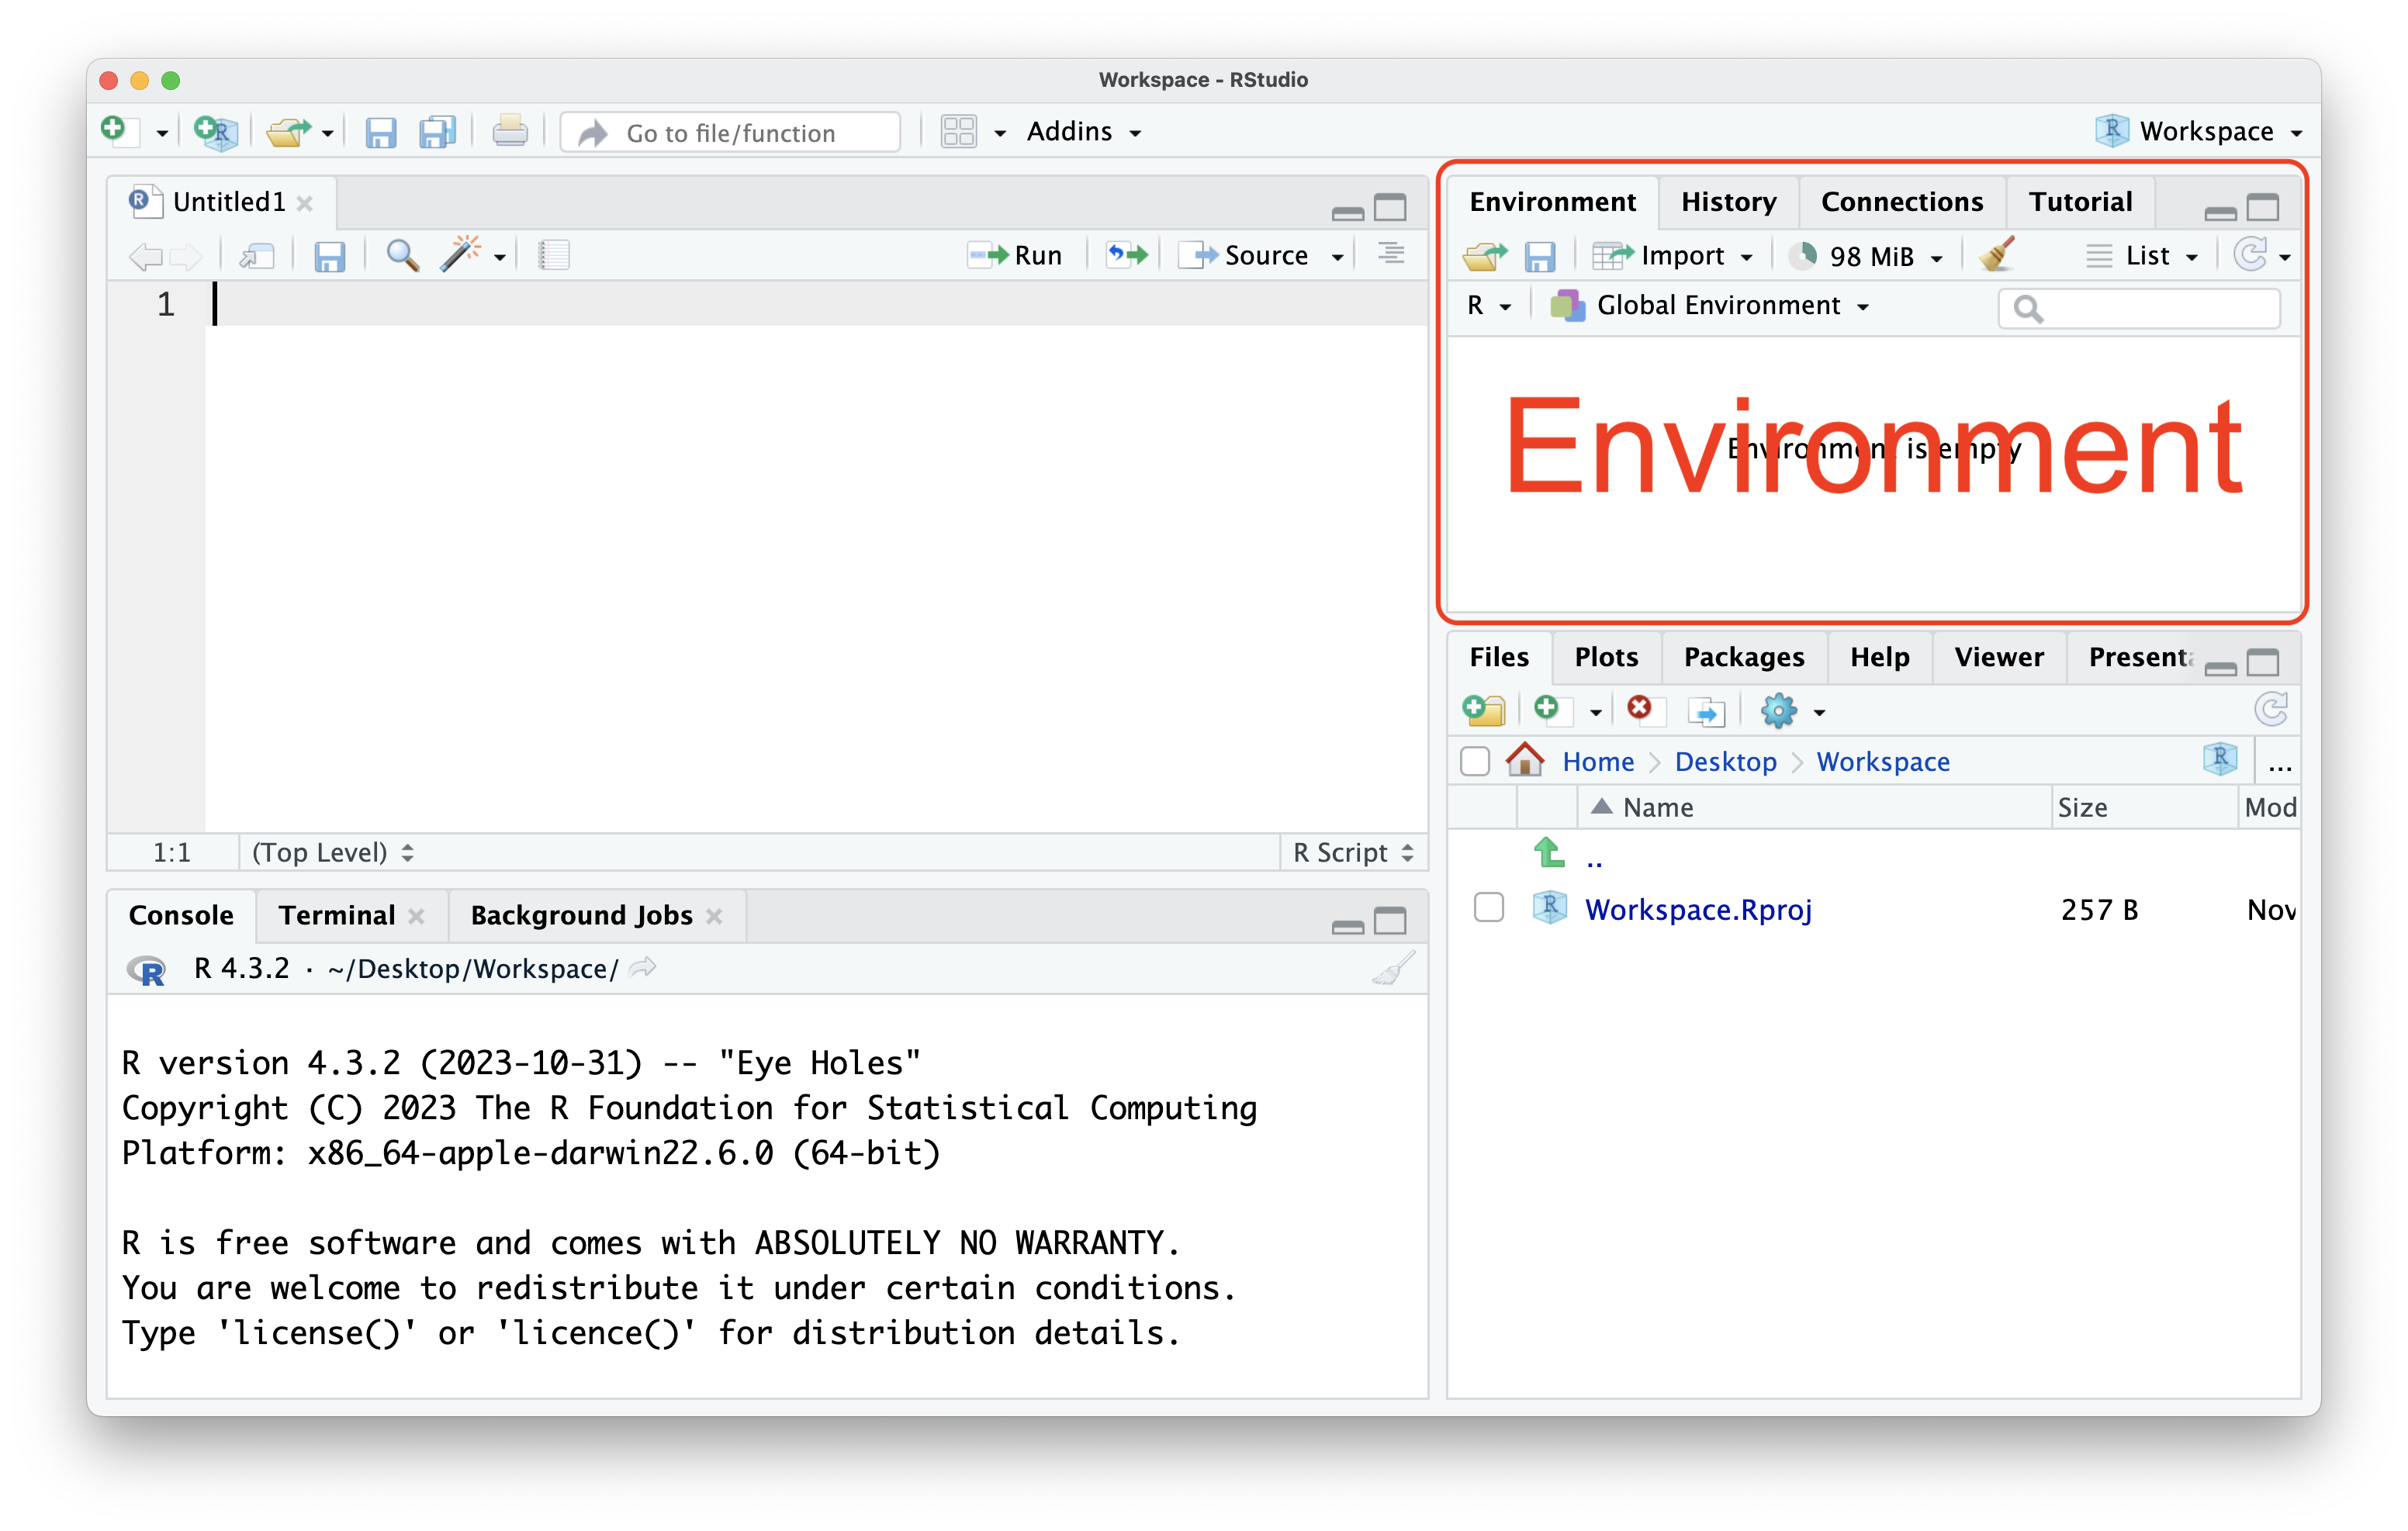 Workspace - RStudio
Go to file/function
Addins
Workspace
Untitled1
Run
Source
1
1:1
(Top Level)
R Script
Console
Terminal
Background Jobs
R 4.3.2 · ~/Desktop/Workspace/
R version 4.3.2 (2023-10-31) -- "Eye Holes"
Copyright (C) 2023 The R Foundation for Statistical Computing
Platform: x86_64-apple-darwin22.6.0 (64-bit)
R is free software and comes with ABSOLUTELY NO WARRANTY.
You are welcome to redistribute it under certain conditions.
Type 'license()' or 'licence()' for distribution details.
Environment
History
Connections
Tutorial
Import
98 MiB
List
R
Global Environment
Environment is empty
Environment
Files
Plots
Packages
Help
Viewer
Presenta
Home
Desktop
Workspace
...
Name
Size
Mod
..
Workspace.Rproj
257 B
Nov